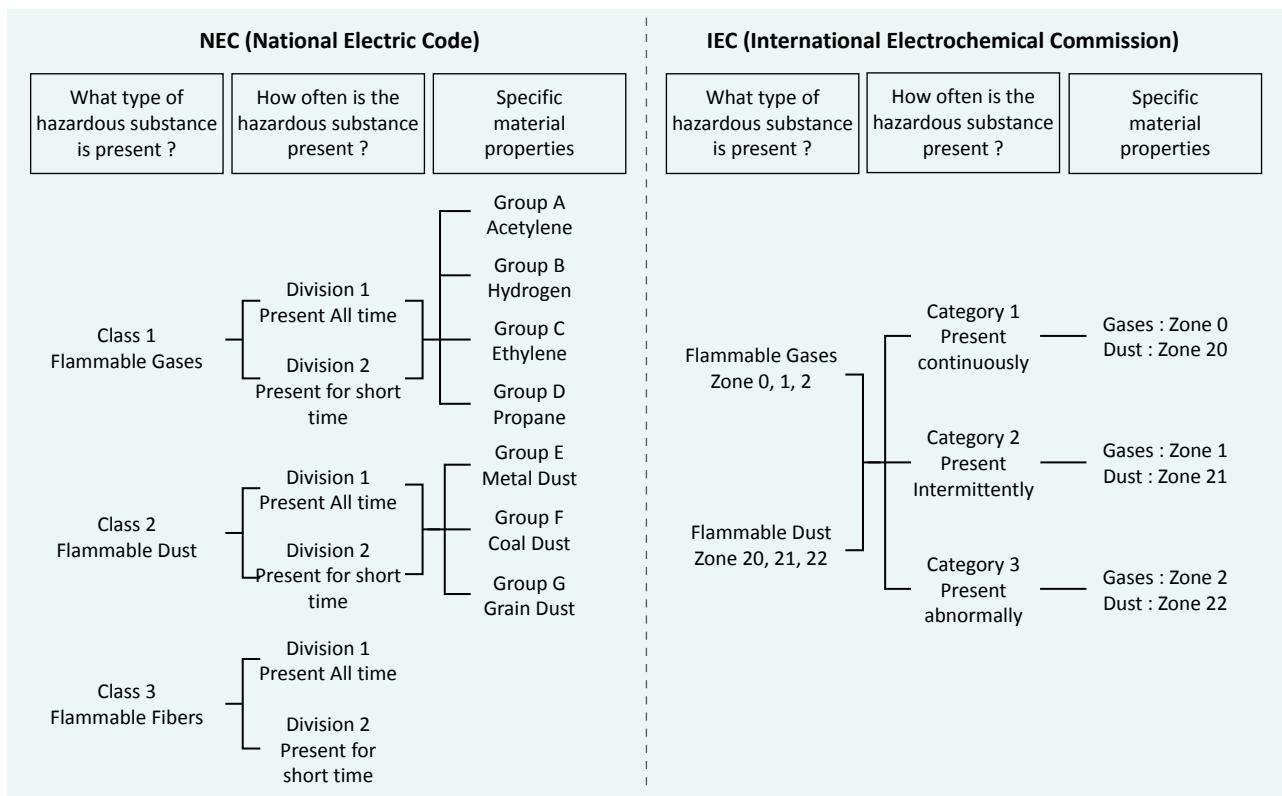 NEC (National Electric Code)
What type of
hazardous substance
is present ?
How often is the
hazardous substance
present ?
Specific
material
properties
Class 1
Flammable Gases
Division 1
Present All time
Division 2
Present for short
time
Group A
Acetylene
Group B
Hydrogen
Group C
Ethylene
Group D
Propane
Class 2
Flammable Dust
Division 1
Present All time
Division 2
Present for short
time
Group E
Metal Dust
Group F
Coal Dust
Group G
Grain Dust
Class 3
Flammable Fibers
Division 1
Present All time
Division 2
Present for
short time
IEC (International Electrochemical Commission)
What type of
hazardous substance
is present ?
How often is the
hazardous substance
present ?
Specific
material
properties
Flammable Gases
Zone 0, 1, 2
Flammable Dust
Zone 20, 21, 22
Category 1
Present
continuously
Gases : Zone 0
Dust : Zone 20
Category 2
Present
Intermittently
Gases : Zone 1
Dust : Zone 21
Category 3
Present
abnormally
Gases : Zone 2
Dust : Zone 22